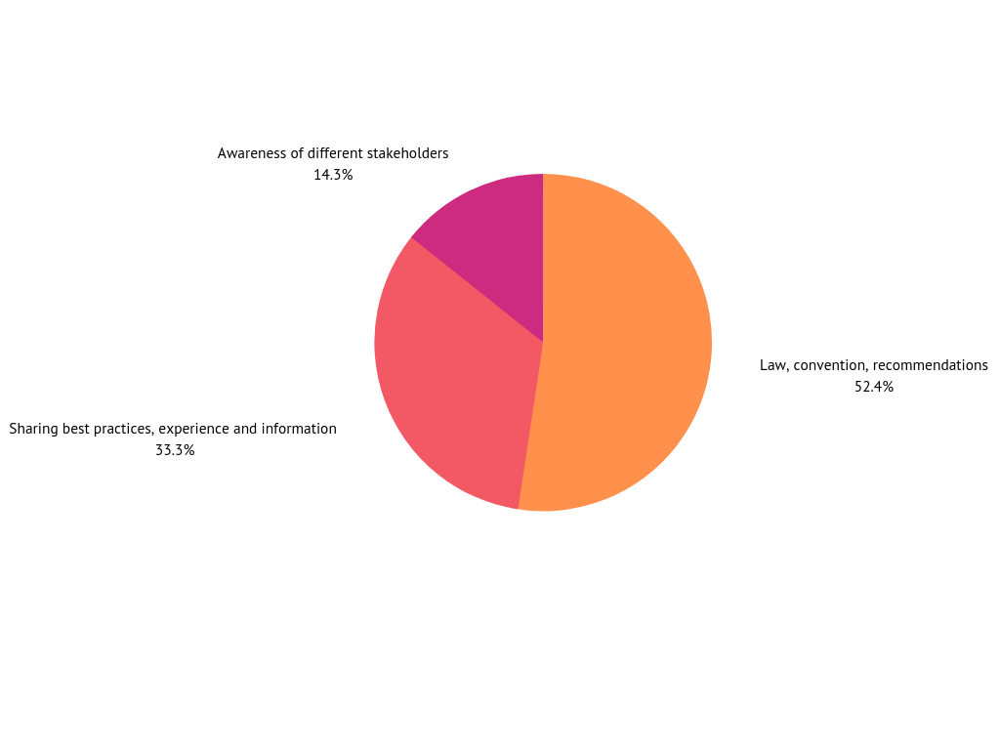 Awareness of different stakeholders
14.3%
Law, convention, recommendations
52.4%
Sharing best practices, experience and information
33.3%